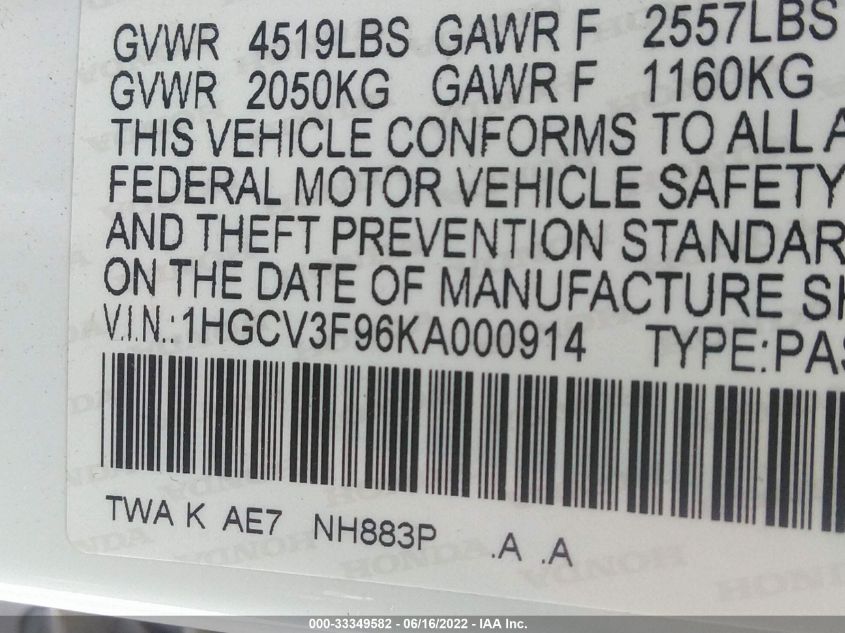 GVWR 4519LBS GAWR F 2557LBS
GVWR 2050KG GAWR F 1160KG
THIS VEHICLE CONFORMS TO ALL A
FEDERAL MOTOR VEHICLE SAFETY
AND THEFT PREVENTION STANDAR
ON THE DATE OF MANUFACTURE SH
V.I.N.:1HGCV3F96KA000914 TYPE:PAS
TWA K AE7 NH883P .A .A
000-33349582 - 06/16/2022 - IAA Inc.